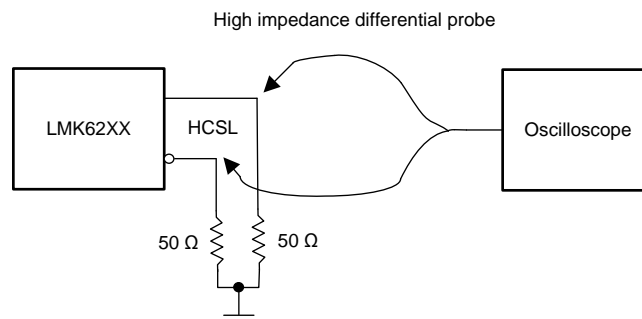 High impedance differential probe
LMK62XX
HCSL
Oscilloscope
50 Ω
50 Ω